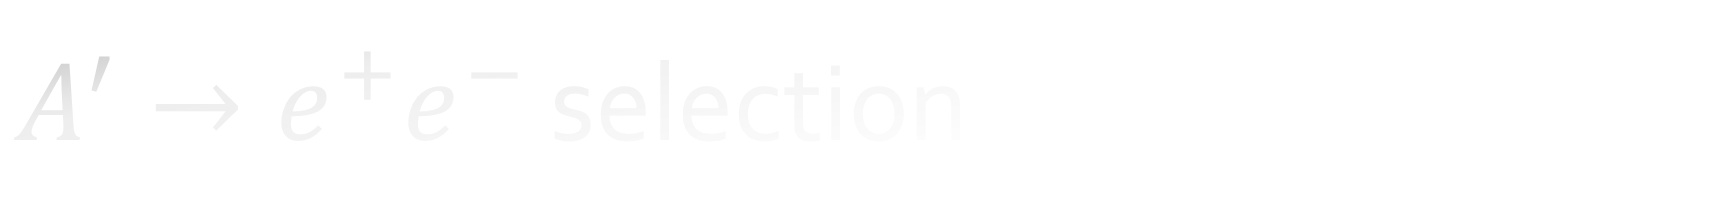 A′ → e⁺e⁻ selection